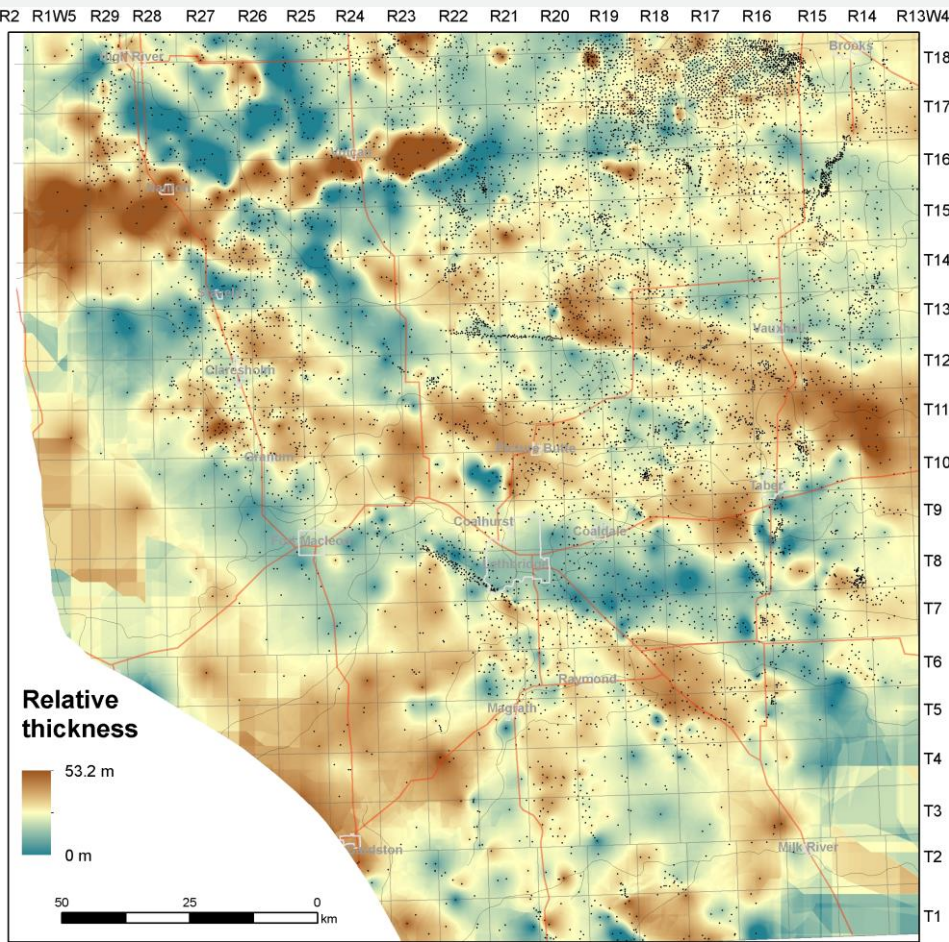 R2 R1W5 R29 R28 R27 R26 R25 R24 R23 R22 R21 R20 R19 R18 R17 R16 R15 R14 R13W4
High River
Brooks
T18
T17
T16
Nanton
T15
T14
T13
Vauxhall
T12
Claresholm
T11
Picture Butte
Granum
T10
Taber
T9
Coalhurst
Coaldale
Fort Macleod
Lethbridge
T8
T7
T6
Relative
thickness
Raymond
Magrath
T5
53.2 m
T4
T3
0 m
Milk River
Cardston
T2
50 25 0
km
T1